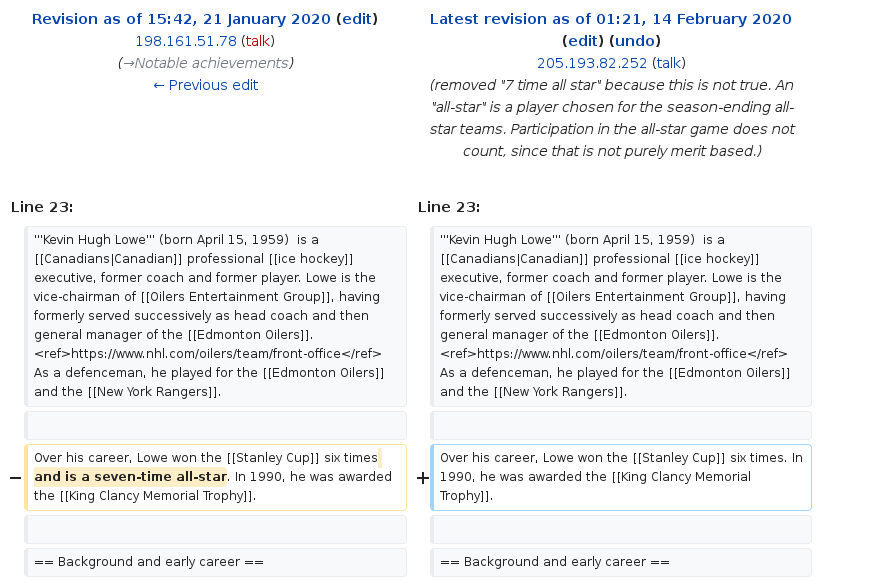 Revision as of 15:42, 21 January 2020 (edit)
198.161.51.78 (talk)
(→Notable achievements)
← Previous edit
Latest revision as of 01:21, 14 February 2020
(edit) (undo)
205.193.82.252 (talk)
(removed "7 time all star" because this is not true. An
"all-star" is a player chosen for the season-ending all-
star teams. Participation in the all-star game does not
count, since that is not purely merit based.)
Line 23:
'''Kevin Hugh Lowe''' (born April 15, 1959)  is a
[[Canadians|Canadian]] professional [[ice hockey]]
executive, former coach and former player. Lowe is the
vice-chairman of [[Oilers Entertainment Group]], having
formerly served successively as head coach and then
general manager of the [[Edmonton Oilers]].
<ref>https://www.nhl.com/oilers/team/front-office</ref>
As a defenceman, he played for the [[Edmonton Oilers]]
and the [[New York Rangers]].
− Over his career, Lowe won the [[Stanley Cup]] six times
and is a seven-time all-star. In 1990, he was awarded
the [[King Clancy Memorial Trophy]].
== Background and early career ==
Line 23:
'''Kevin Hugh Lowe''' (born April 15, 1959)  is a
[[Canadians|Canadian]] professional [[ice hockey]]
executive, former coach and former player. Lowe is the
vice-chairman of [[Oilers Entertainment Group]], having
formerly served successively as head coach and then
general manager of the [[Edmonton Oilers]].
<ref>https://www.nhl.com/oilers/team/front-office</ref>
As a defenceman, he played for the [[Edmonton Oilers]]
and the [[New York Rangers]].
+ Over his career, Lowe won the [[Stanley Cup]] six times. In
1990, he was awarded the [[King Clancy Memorial
Trophy]].
== Background and early career ==